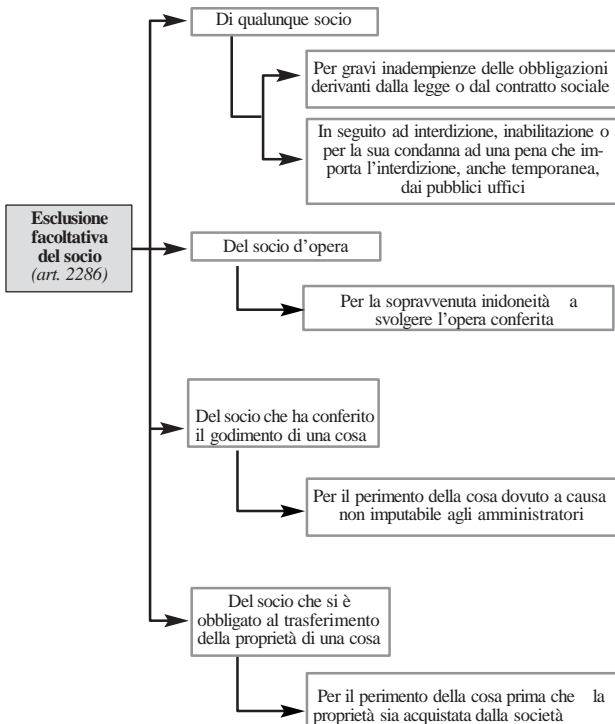 Di qualunque socio
Per gravi inadempienze delle obbligazioni
derivanti dalla legge o dal contratto sociale
In seguito ad interdizione, inabilitazione o
per la sua condanna ad una pena che im-
porta l'interdizione, anche temporanea,
dai pubblici uffici
Esclusione
facoltativa
del socio
(art. 2286)
Del socio d'opera
Per la sopravvenuta inidoneità a
svolgere l'opera conferita
Del socio che ha conferito
il godimento di una cosa
Per il perimento della cosa dovuto a causa
non imputabile agli amministratori
Del socio che si è
obbligato al trasferimento
della proprietà di una cosa
Per il perimento della cosa prima che la
proprietà sia acquistata dalla società